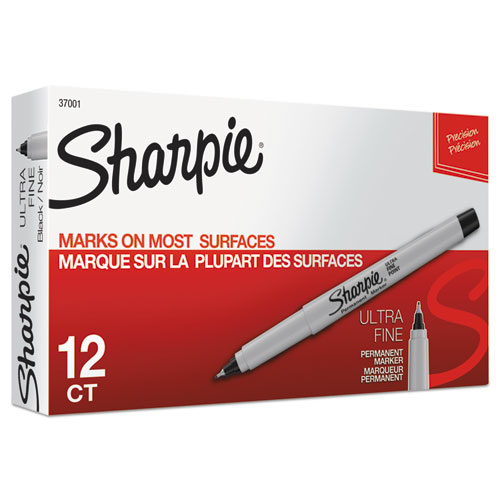 37001
Sharpie®
MARKS ON MOST SURFACES
MARQUE SUR LA PLUPART DES SURFACES
12
CT
Precision
Précision
Sharpie
Permanent Marker
ULTRA
FINE
POINT
ULTRA
FINE
PERMANENT
MARKER
MARQUEUR
PERMANENT
ULTRA
FINE
Black/Noir